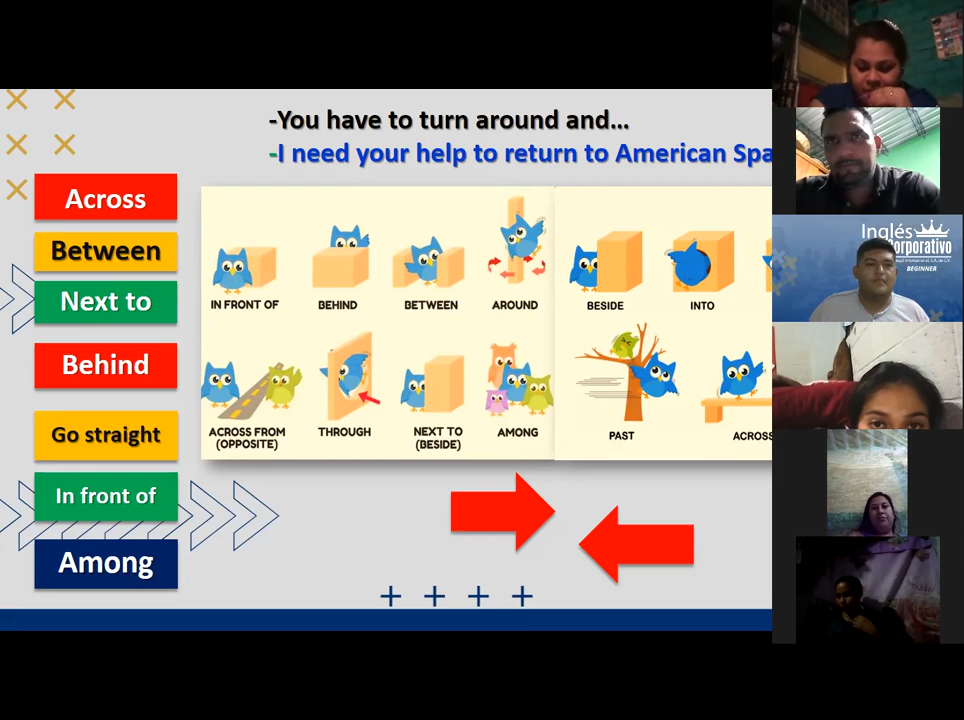 -You have to turn around and...
-I need your help to return to American Spa
Across
Between
Next to
Behind
Go straight
In front of
Among
IN FRONT OF
BEHIND
BETWEEN
AROUND
ACROSS FROM
(OPPOSITE)
THROUGH
NEXT TO
(BESIDE)
AMONG
BESIDE
INTO
PAST
ACROSS
Inglés
corporativo
BEGINNER